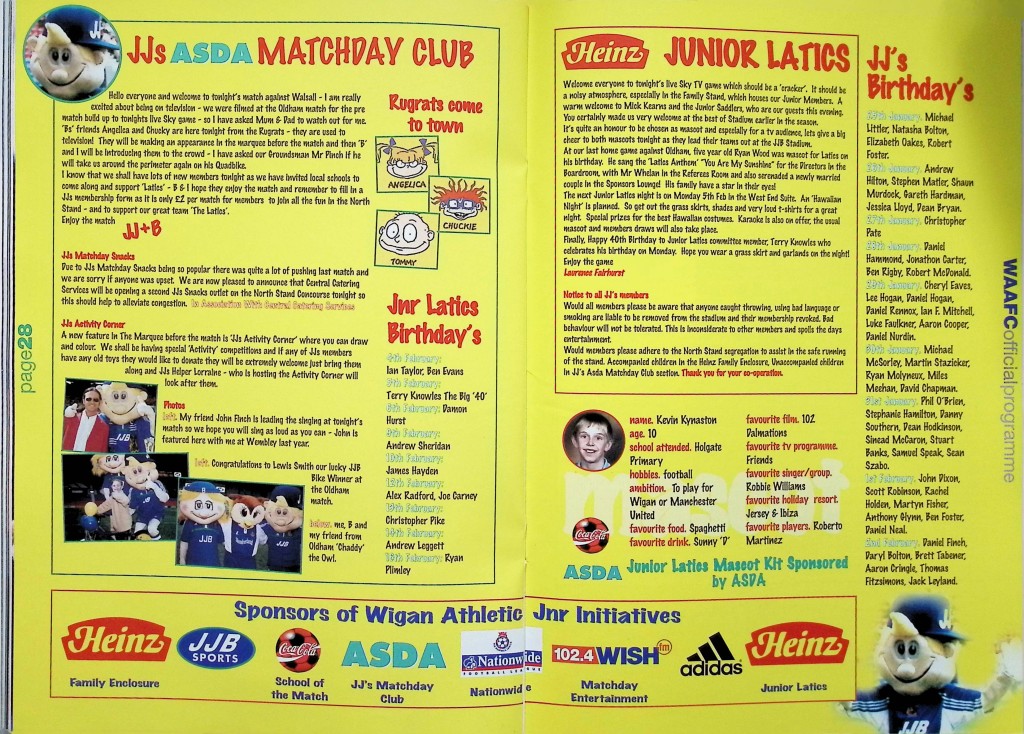 JJs ASDA MATCHDAY CLUB
Hello everyone and welcome to tonight's match against Walsall - I am really
excited about being on television - we were filmed at the Oldham match for the pre
match build up to tonights live Sky game - so I have asked Mum & Dad to watch out for me.
'Bs' friends Angelica and Chucky are here tonight from the Rugrats - they are used to
television! They will be making an appearance in the marquee before the match and then 'B'
and I will be introducing them to the crowd - I have asked our Groundsman Mr Pinch if he
will take us around the perimeter again on his Quadbike.
I know that we shall have lots of new members tonight as we have invited local schools to
come along and support 'Latics' - B & I hope they enjoy the match and remember to fill in a
JJs membership form as it is only £2 per match for members to join all the fun in the North
Stand - and to support our great team 'The Latics'.
Enjoy the match
JJ+B
JJs Matchday Snacks
Due to JJs Matchday Snacks being so popular there was quite a lot of pushing last match and
we are sorry if anyone was upset. We are now pleased to announce that Central Catering
Services will be opening a second JJs Snacks outlet on the North Stand Concourse tonight so
this should help to alleviate congestion. In Association With Central Catering Services
JJs Activity Corner
A new feature in The Marquee before the match is 'JJs Activity Corner' where you can draw
and colour. We shall be having special 'Activity' competitions and if any of JJs members
have any old toys they would like to donate they will be extremely welcome just bring them
along and JJs Helper Lorraine - who is hosting the Activity Corner will
look after them.
Photos
left. My friend John Finch is leading the singing at tonight's
match so we hope you will sing as loud as you can - John is
featured here with me at Wembley last year.
left. Congratulations to Lewis Smith our lucky JJB
Bike Winner at
the Oldham
match.
below. me, B and
my friend from
Oldham 'Chaddy'
the Owl.
Rugrats come
to town
ANGELICA
CHUCKIE
TOMMY
Jnr Latics
Birthday's
4th February:
Ian Taylor, Ben Evans
5th February:
Terry Knowles The Big '40'
6th February: Damon
Hurst
9th February:
Andrew Sheridan
10th February:
James Hayden
12th February:
Alex Radford, Joe Carney
13th February:
Christopher Pike
14th February:
Andrew Leggett
15th February: Ryan
Plimley
page28
Heinz JUNIOR LATICS
Welcome everyone to tonight's live Sky TV game which should be a 'cracker'. It should be
a noisy atmosphere, especially in the Family Stand, which houses our Junior Members. A
warm welcome to Mick Kearns and the Junior Saddlers, who are our guests this evening.
You certainly made us very welcome at the best of Stadium earlier in the season.
It's quite an honour to be chosen as mascot and especially for a tv audience, lets give a big
cheer to both mascots tonight as they lead their teams out at the JJB Stadium.
At our last home game against Oldham, five year old Ryan Wood was mascot for Latics on
his birthday. He sang the "Latics Anthem" "You Are My Sunshine" for the Directors in the
Boardroom, with Mr Whelan in the Referees Room and also serenaded a newly married
couple in the Sponsors Lounge! His family have a star in their eyes!
The next Junior Latics night is on Monday 5th Feb in the West End Suite. An 'Hawaiian
Night' is planned. So get out the grass skirts, shades and very loud t-shirts for a great
night. Special prizes for the best Hawaiian costumes. Karaoke is also on offer, the usual
mascot and members draws will also take place.
Finally, Happy 40th Birthday to Junior Latics committee member, Terry Knowles who
celebrates his birthday on Monday. Hope you wear a grass skirt and garlands on the night!
Enjoy the game
Laurence Fairhurst
Notice to all JJ's members
Would all members please be aware that anyone caught throwing, using bad language or
smoking are liable to be removed from the stadium and their membership revoked. Bad
behaviour will not be tolerated. This is inconsiderate to other members and spoils the days
entertainment.
Would members please adhere to the North Stand segregation to assist in the safe running
of the stand. Accompanied children in the Heinz Family Enclosure, Unaccompanied children
in JJ's Asda Matchday Club section. Thank you for your co-operation.
mascot
name. Kevin Kynaston
age. 10
school attended. Holgate
Primary
hobbies. football
ambition. To play for
Wigan or Manchester
United
favourite food. Spaghetti
favourite drink. Sunny 'D'
favourite film. 102
Dalmations
favourite tv programme.
Friends
favourite singer/group.
Robbie Williams
favourite holiday resort.
Jersey & Ibiza
favourite players. Roberto
Martinez
Coca-Cola
ASDA Junior Latics Mascot Kit Sponsored
by ASDA
JJ's
Birthday's
25th January. Michael
Littler, Natasha Bolton,
Elizabeth Oakes, Robert
Foster.
26th January. Andrew
Hilton, Stephen Matler, Shaun
Murdock, Gareth Hardman,
Jessica Lloyd, Dean Bryan.
27th January. Christopher
Pate
28th January. Daniel
Hammond, Jonathon Carter,
Ben Rigby, Robert McDonald.
29th January. Cheryl Eaves,
Lee Hogan, Daniel Hogan,
Daniel Rennox, Ian F. Mitchell,
Luke Faulkner, Aaron Cooper,
Daniel Nurdin.
30th January. Michael
McSorley, Martin Stazicker,
Ryan Molyneux, Miles
Meehan, David Chapman.
31st January. Phil O'Brien,
Stephanie Hamilton, Danny
Southern, Dean Hodkinson,
Sinead McCaron, Stuart
Banks, Samuel Speak, Sean
Szabo.
1st February. John Dixon,
Scott Robinson, Rachel
Holden, Martyn Fisher,
Anthony Glynn, Ben Foster,
Daniel Neal.
2nd February. Daniel Finch,
Daryl Bolton, Brett Tabener,
Aaron Cringle, Thomas
Fitzsimons, Jack Leyland.
WAAFCofficialprogramme
Sponsors of Wigan Athletic Jnr Initiatives
Heinz
Family Enclosure
JJB
SPORTS
Coca-Cola
School of
the Match
ASDA
JJ's Matchday
Club
Nationwide
FOOTBALL LEAGUE
Nationwide
102.4 WISH fm
Matchday
Entertainment
adidas
Heinz
Junior Latics
JJB